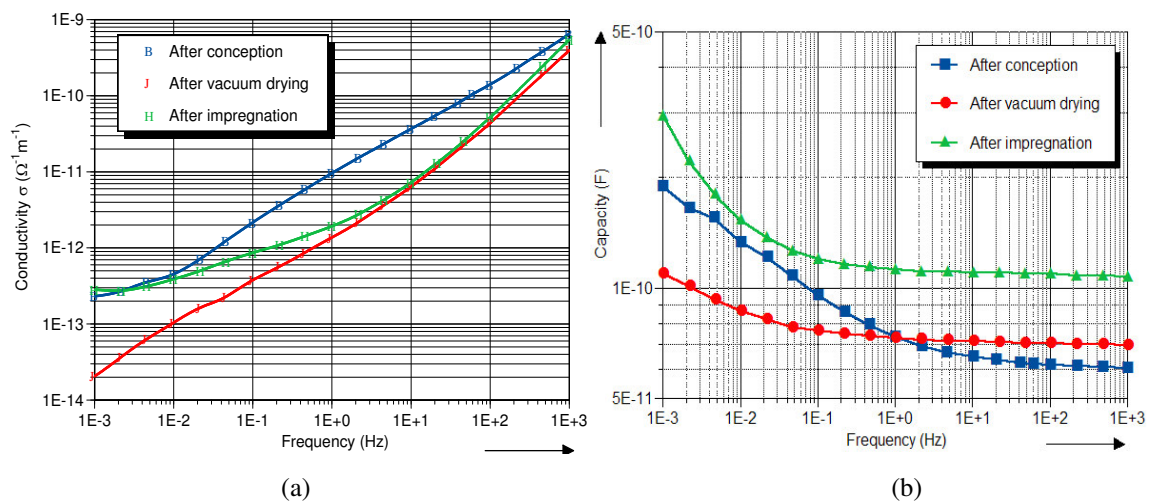 1E-9
1E-10
1E-11
1E-12
1E-13
1E-14
Conductivity σ (Ω⁻¹m⁻¹)
B After conception
J After vacuum drying
H After impregnation
1E-3 1E-2 1E-1 1E+0 1E+1 1E+2 1E+3
Frequency (Hz)
(a)
5E-10
1E-10
5E-11
Capacity (F)
After conception
After vacuum drying
After impregnation
1E-3 1E-2 1E-1 1E+0 1E+1 1E+2 1E+3
Frequency (Hz)
(b)